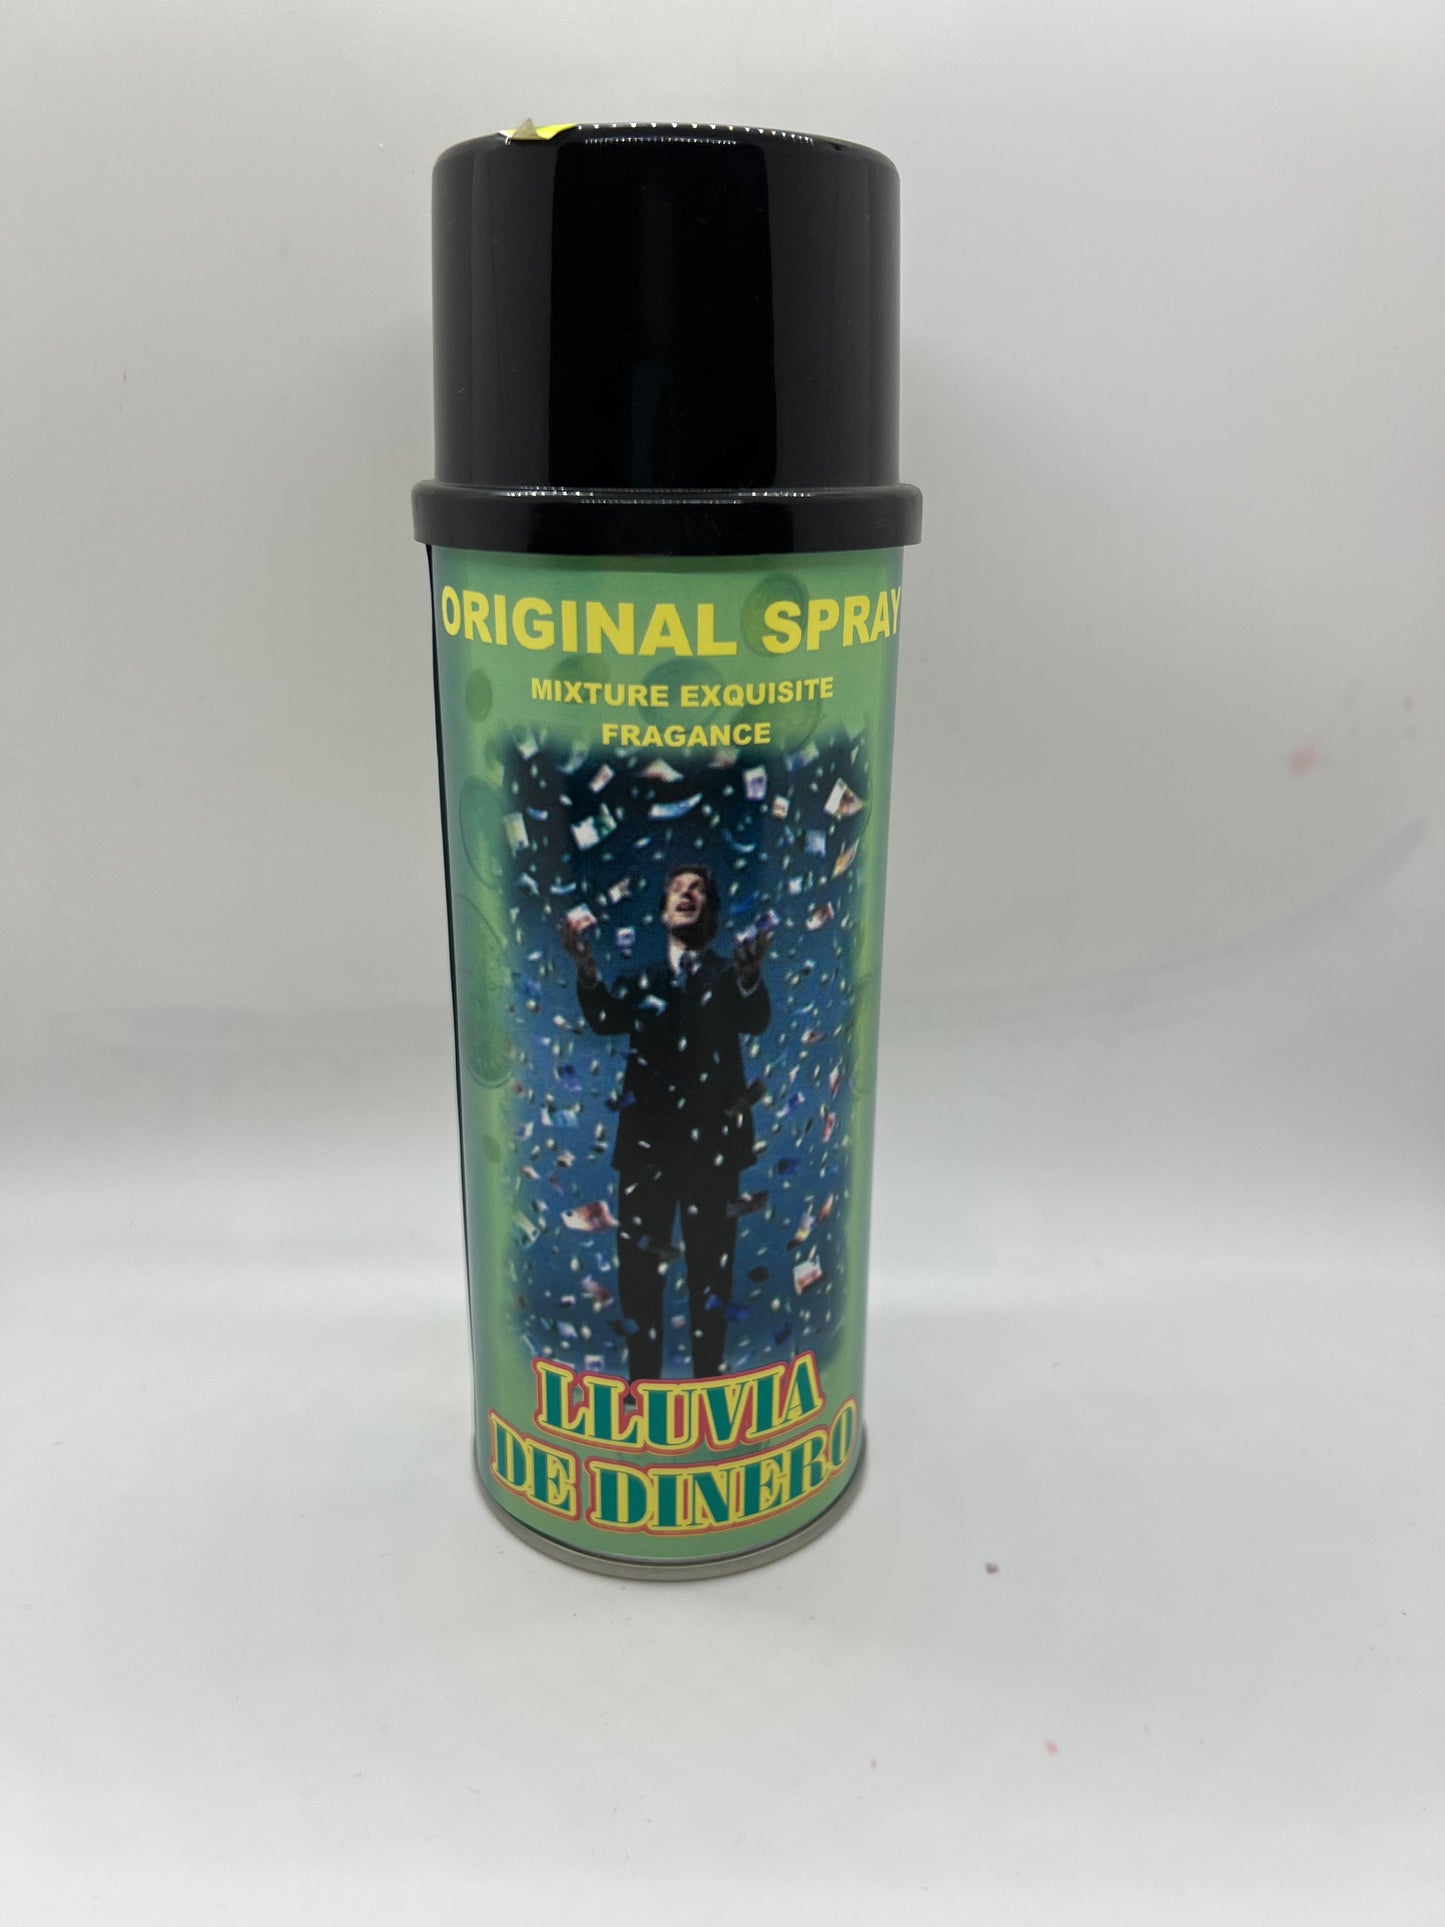 ORIGINAL SPRAY
MIXTURE EXQUISITE
FRAGANCE
LLUVIA
DE DINERO